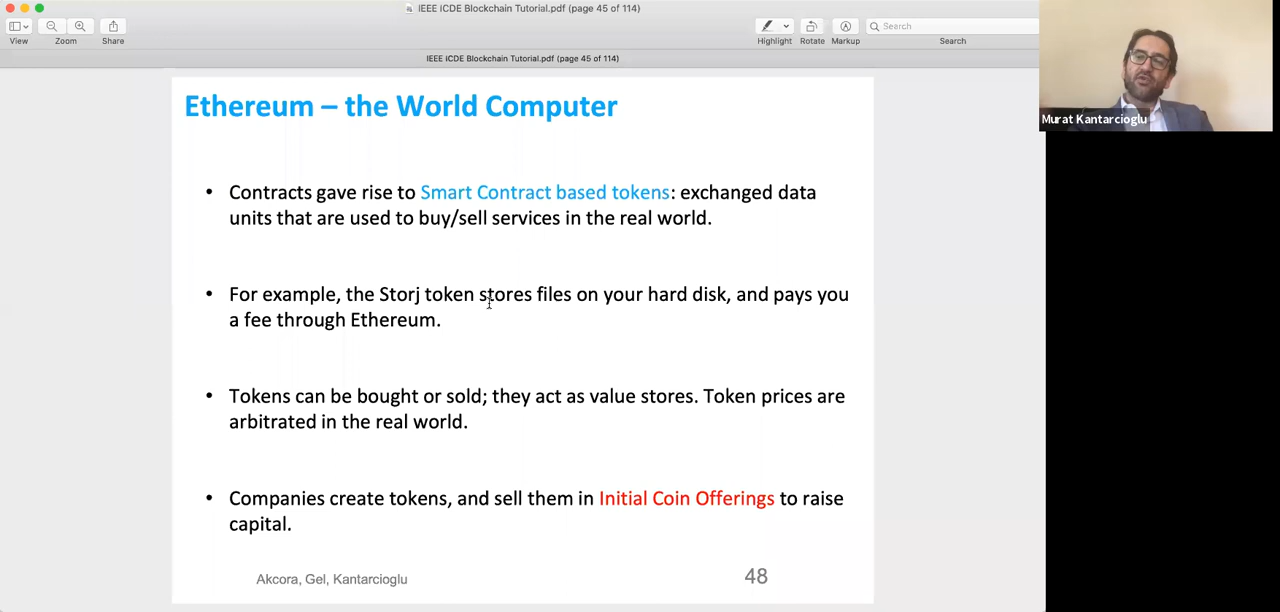 IEEE ICDE Blockchain Tutorial.pdf (page 45 of 114)
View
Zoom
Share
Highlight
Rotate
Markup
Search
Search
IEEE ICDE Blockchain Tutorial.pdf (page 45 of 114)
Murat Kantarcioglu
Ethereum – the World Computer
• Contracts gave rise to Smart Contract based tokens: exchanged data
units that are used to buy/sell services in the real world.
• For example, the Storj token stores files on your hard disk, and pays you
a fee through Ethereum.
• Tokens can be bought or sold; they act as value stores. Token prices are
arbitrated in the real world.
• Companies create tokens, and sell them in Initial Coin Offerings to raise
capital.
Akcora, Gel, Kantarcioglu
48